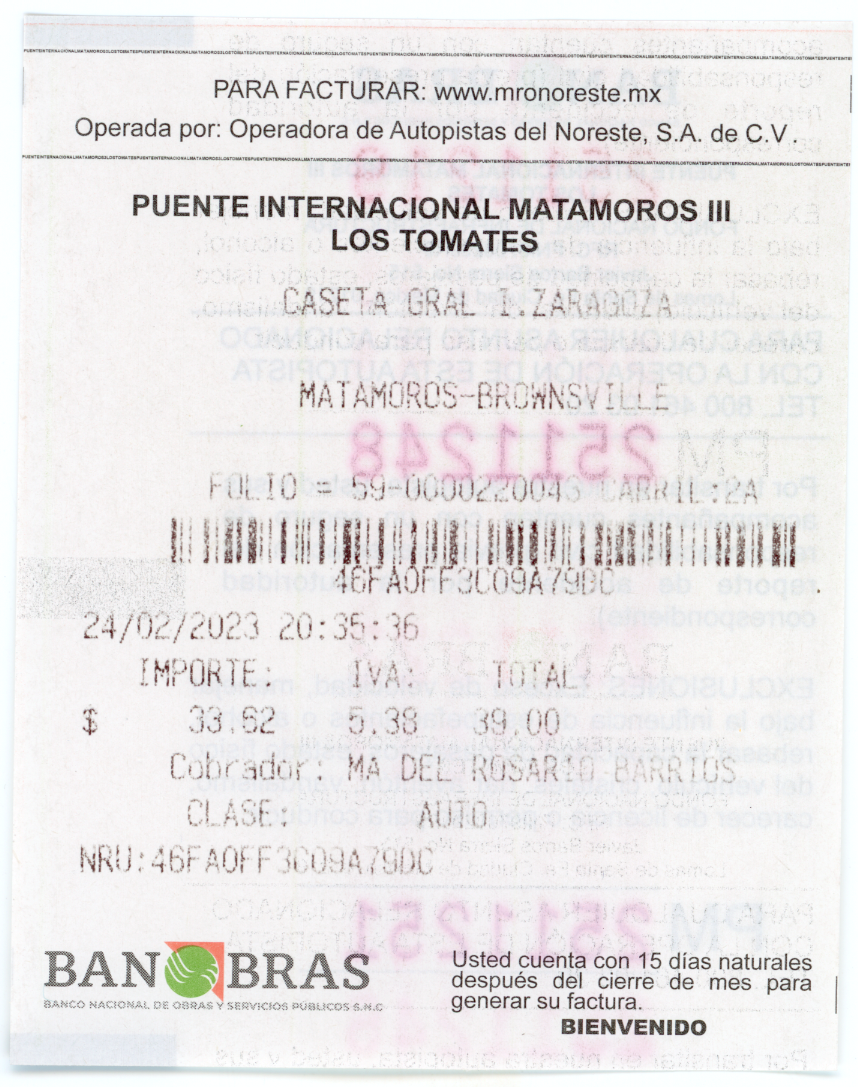 PARA FACTURAR: www.mronoreste.mx
Operada por: Operadora de Autopistas del Noreste, S.A. de C.V.
PUENTE INTERNACIONAL MATAMOROS III
LOS TOMATES
CASETA GRAL I.ZARAGOZA
MATAMOROS-BROWNSVILLE
FOLIO = 69-0000220043 CARRIL:2A
46FA0FF3C09A79DC
24/02/2023 20:35:36
IMPORTE: IVA: TOTAL
$ 33.62 5.38 39.00
Cobrador: MA DEL ROSARIO BARRIOS
CLASE: AUTO
NRU:46FA0FF3C09A79DC
BANOBRAS
BANCO NACIONAL DE OBRAS Y SERVICIOS PÚBLICOS S.N.C
Usted cuenta con 15 días naturales
después del cierre de mes para
generar su factura.
BIENVENIDO